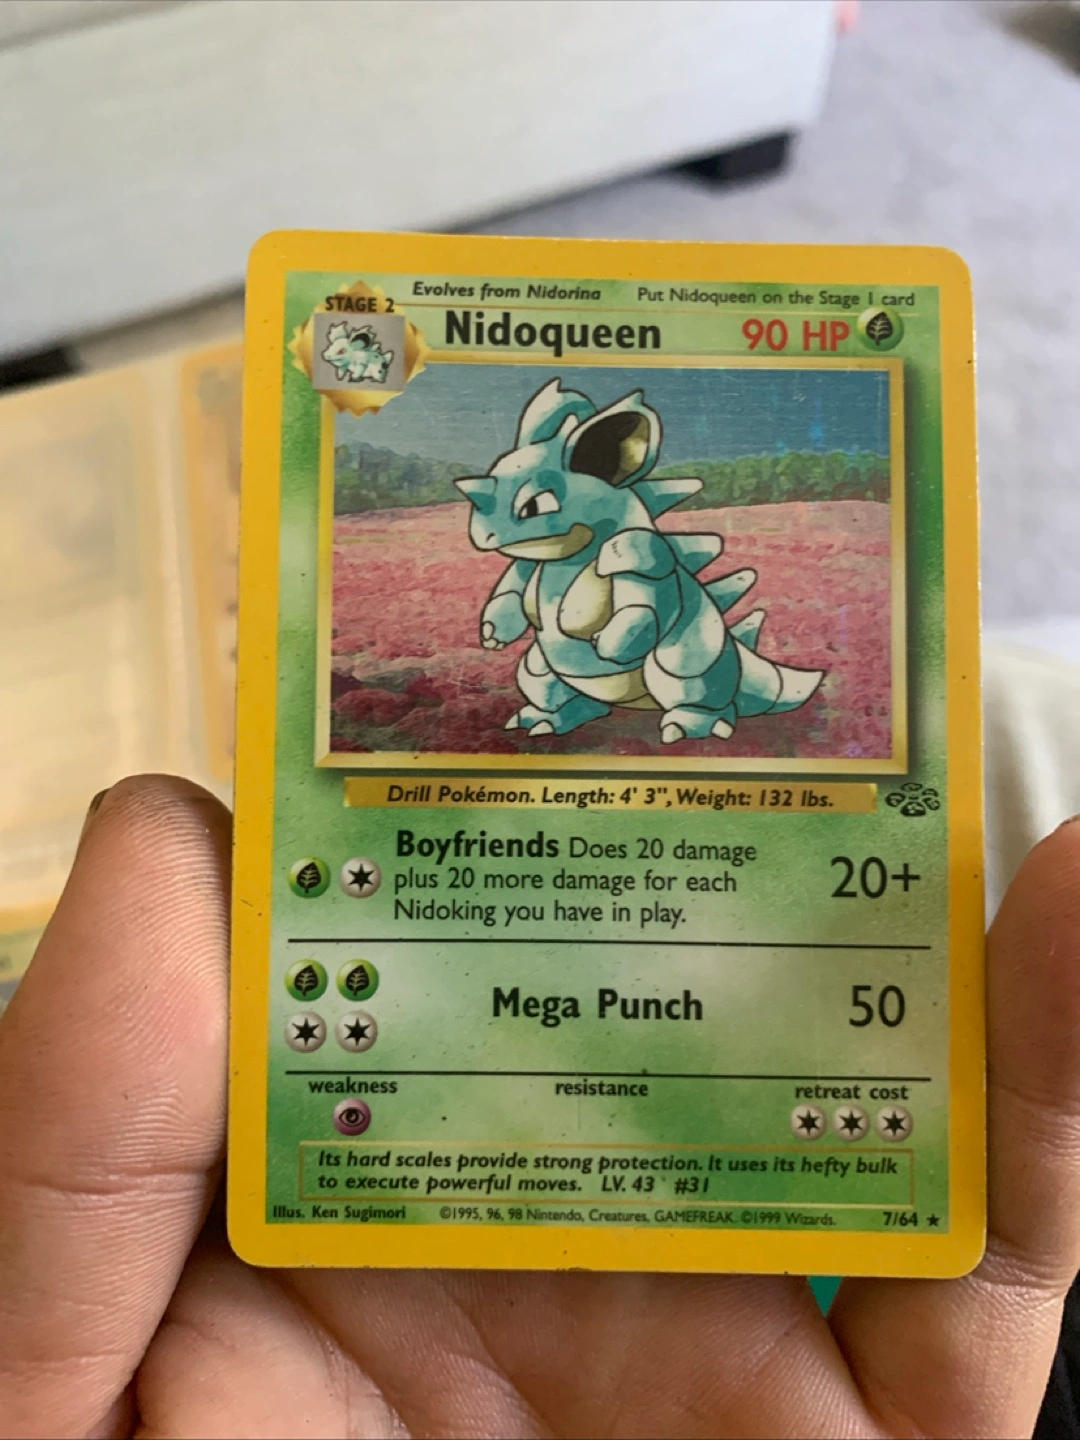 Evolves from Nidorina Put Nidoqueen on the Stage 1 card
STAGE 2
Nidoqueen 90 HP
Drill Pokémon. Length: 4' 3", Weight: 132 lbs.
Boyfriends Does 20 damage
plus 20 more damage for each
Nidoking you have in play.
20+
Mega Punch 50
weakness resistance retreat cost
Its hard scales provide strong protection. It uses its hefty bulk
to execute powerful moves. LV. 43 #31
Illus. Ken Sugimori ©1995, 96, 98 Nintendo, Creatures, GAMEFREAK. ©1999 Wizards. 7/64 ★